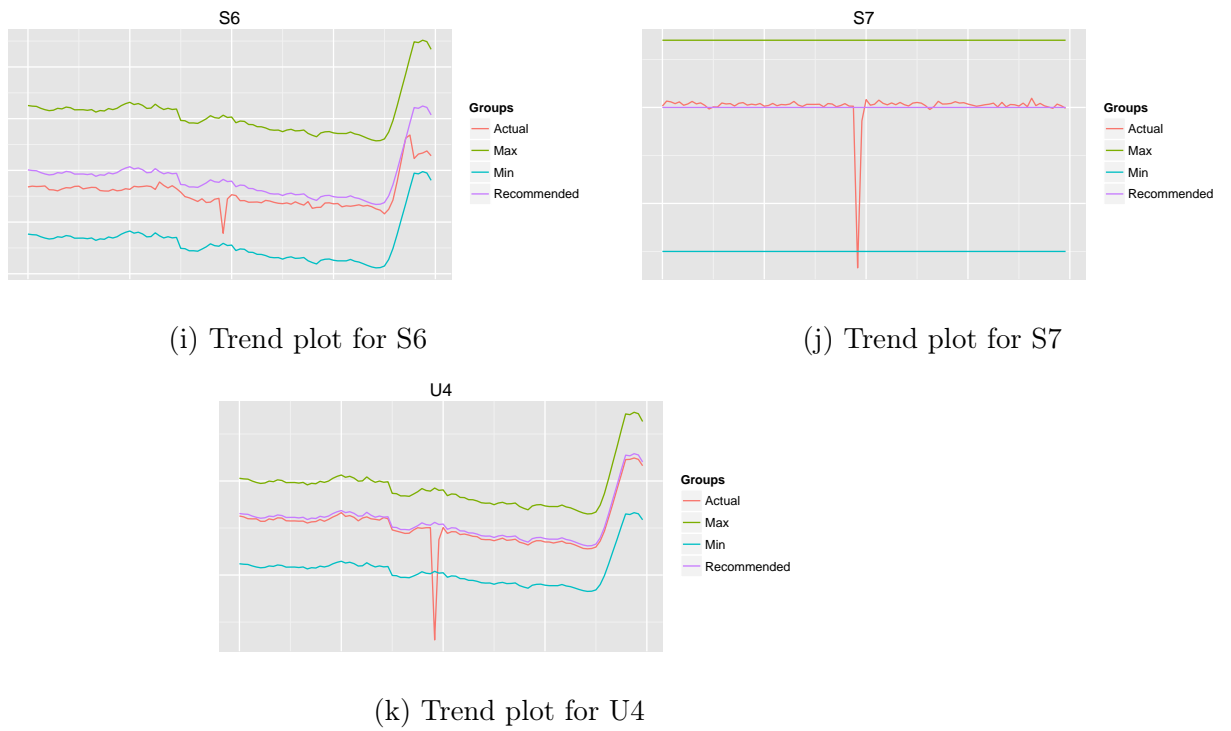 S6
Groups
Actual
Max
Min
Recommended
(i) Trend plot for S6
S7
Groups
Actual
Max
Min
Recommended
(j) Trend plot for S7
U4
Groups
Actual
Max
Min
Recommended
(k) Trend plot for U4